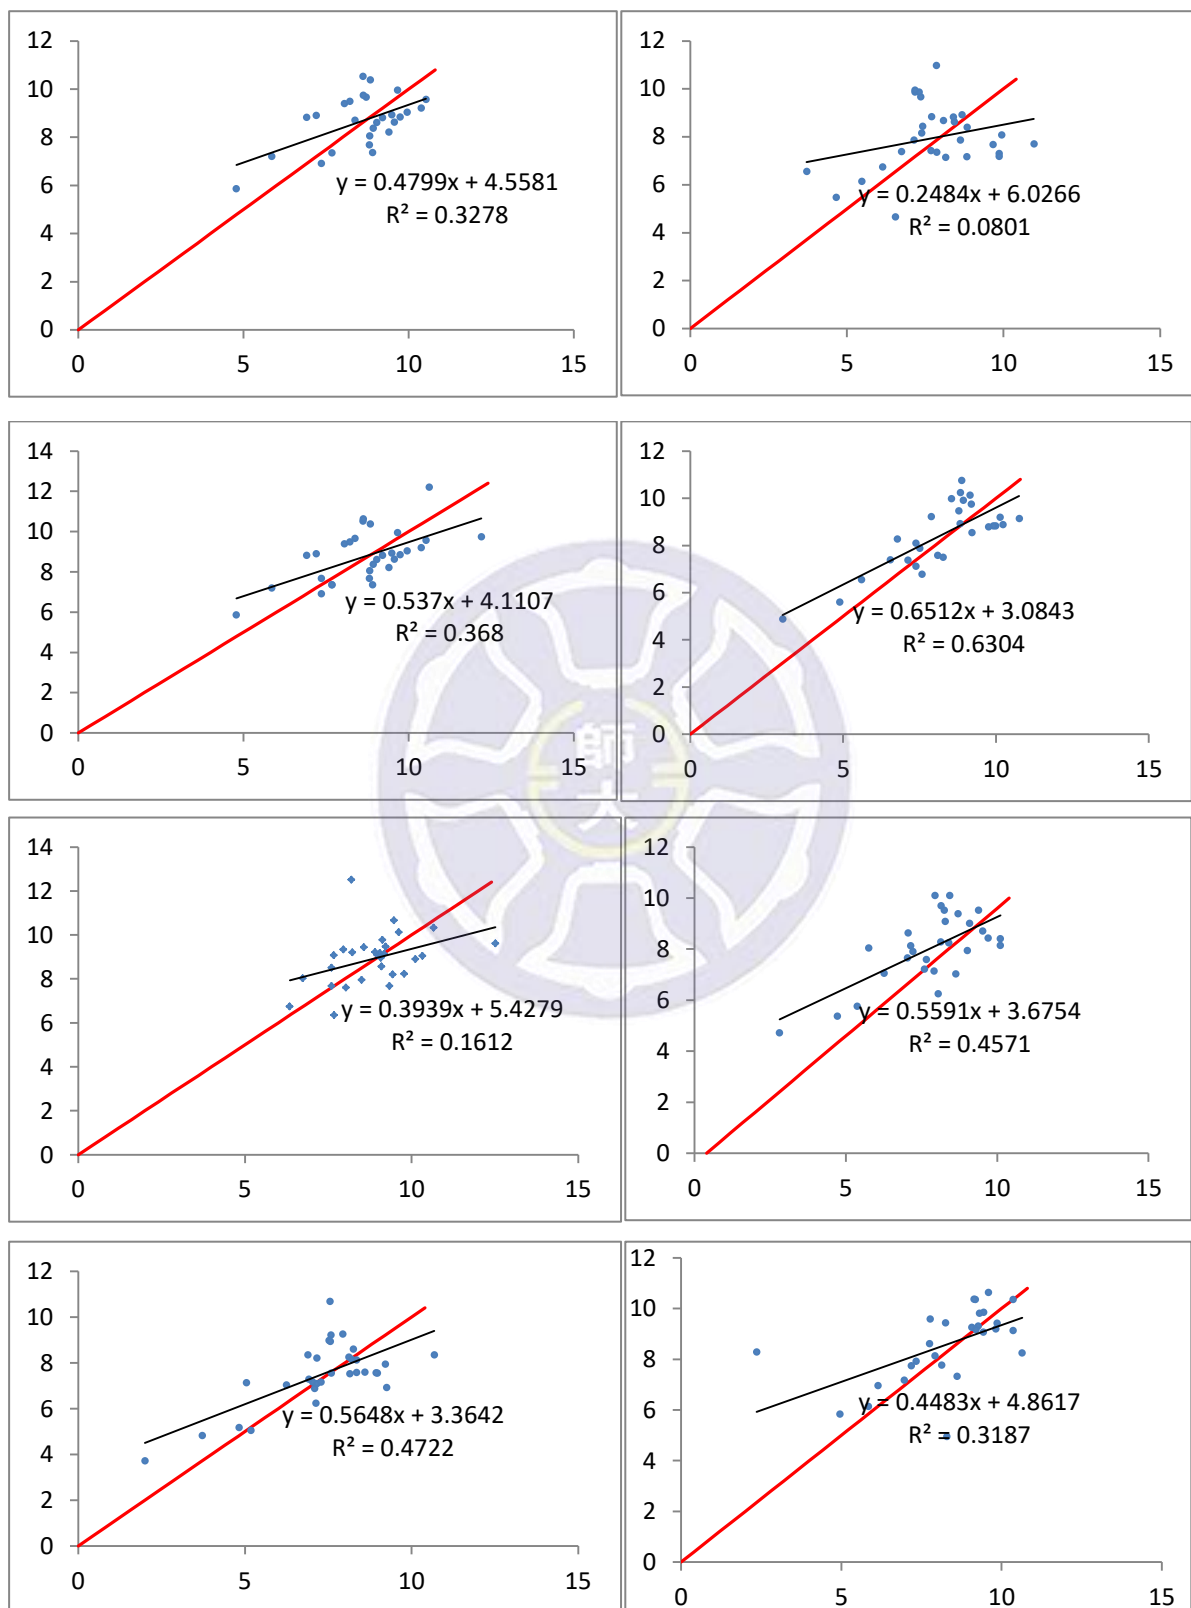 12
10
8
6
4
2
0
0 5 10 15
y = 0.4799x + 4.5581
R² = 0.3278
12
10
8
6
4
2
0
0 5 10 15
y = 0.2484x + 6.0266
R² = 0.0801
14
12
10
8
6
4
2
0
0 5 10 15
y = 0.537x + 4.1107
R² = 0.368
12
10
8
6
4
2
0
0 5 10 15
y = 0.6512x + 3.0843
R² = 0.6304
師
大
14
12
10
8
6
4
2
0
0 5 10 15
y = 0.3939x + 5.4279
R² = 0.1612
12
10
8
6
4
2
0
0 5 10 15
y = 0.5591x + 3.6754
R² = 0.4571
12
10
8
6
4
2
0
0 5 10 15
y = 0.5648x + 3.3642
R² = 0.4722
12
10
8
6
4
2
0
0 5 10 15
y = 0.4483x + 4.8617
R² = 0.3187